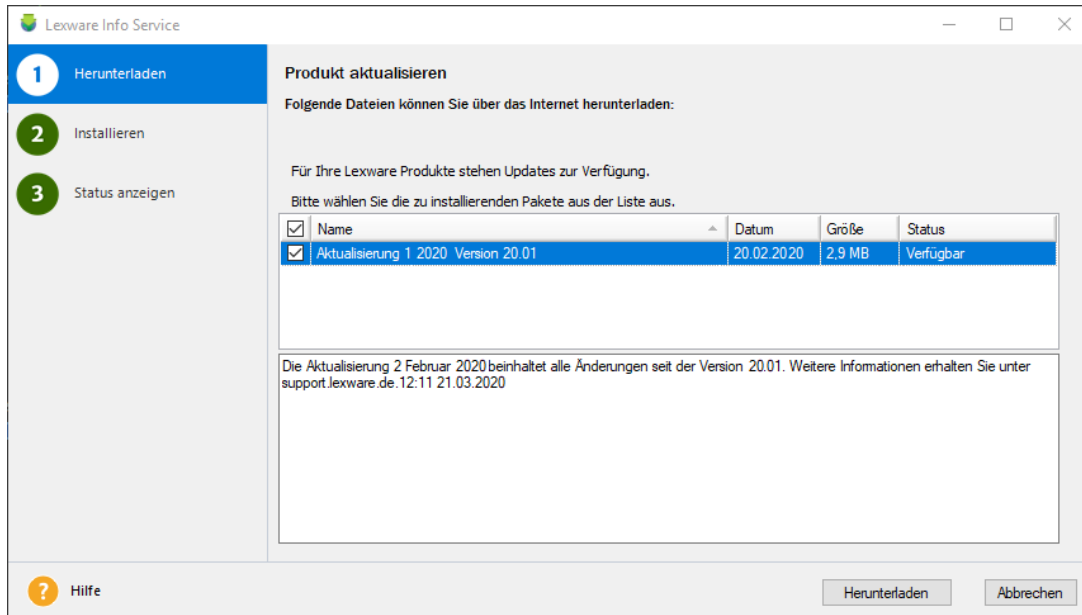 Lexware Info Service
1 Herunterladen
2 Installieren
3 Status anzeigen
Produkt aktualisieren
Folgende Dateien können Sie über das Internet herunterladen:
Für Ihre Lexware Produkte stehen Updates zur Verfügung.
Bitte wählen Sie die zu installierenden Pakete aus der Liste aus.
Name Datum Größe Status
Aktualisierung 1 2020 Version 20.01 20.02.2020 2,9 MB Verfügbar
Die Aktualisierung 2 Februar 2020 beinhaltet alle Änderungen seit der Version 20.01. Weitere Informationen erhalten Sie unter
support.lexware.de.12:11 21.03.2020
? Hilfe Herunterladen Abbrechen